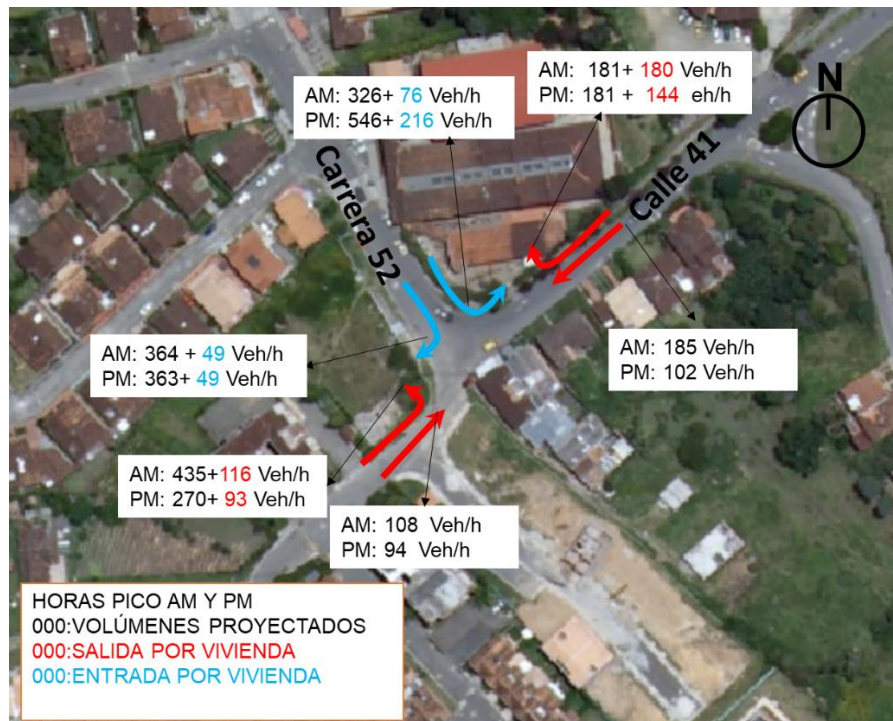 AM: 326+ 76 Veh/h
PM: 546+ 216 Veh/h
AM: 181+ 180 Veh/h
PM: 181 + 144 eh/h
N
Carrera 52
Calle 41
AM: 364 + 49 Veh/h
PM: 363+ 49 Veh/h
AM: 185 Veh/h
PM: 102 Veh/h
AM: 435+116 Veh/h
PM: 270+ 93 Veh/h
AM: 108 Veh/h
PM: 94 Veh/h
HORAS PICO AM Y PM
000:VOLÚMENES PROYECTADOS
000:SALIDA POR VIVIENDA
000:ENTRADA POR VIVIENDA